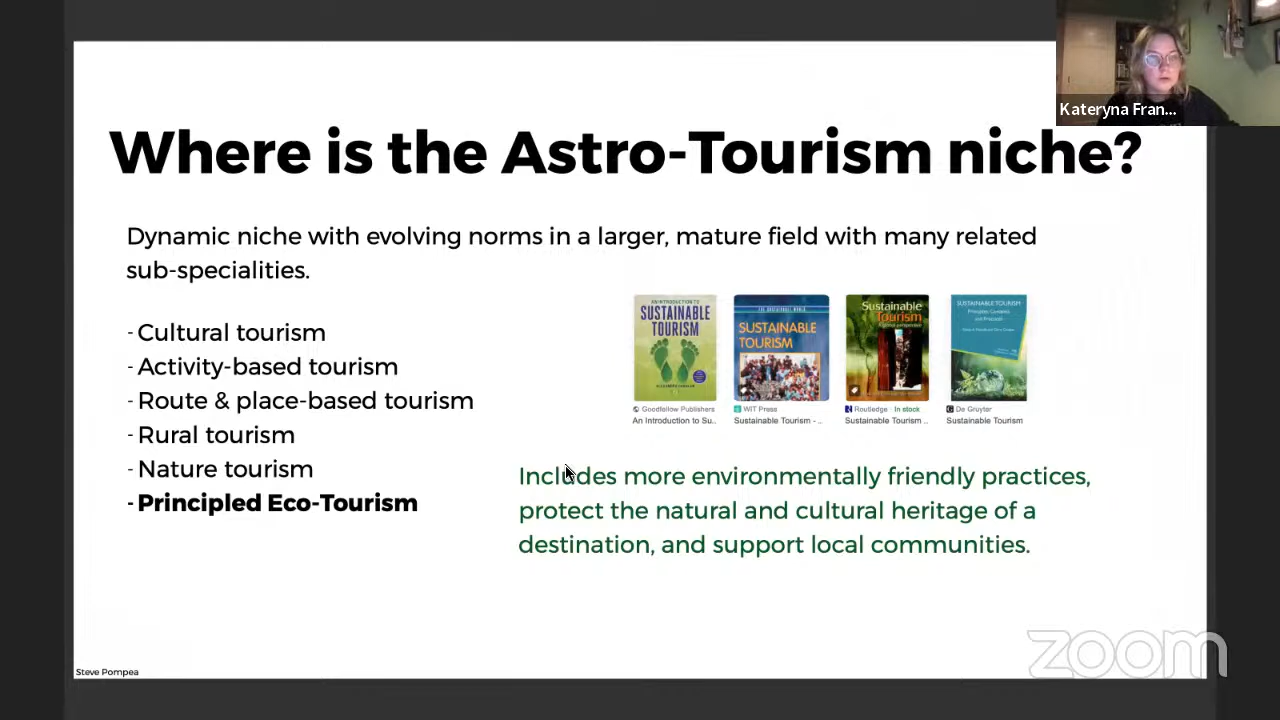 Kateryna Fran...
Where is the Astro-Tourism niche?
Dynamic niche with evolving norms in a larger, mature field with many related
sub-specialities.
- Cultural tourism
- Activity-based tourism
- Route & place-based tourism
- Rural tourism
- Nature tourism
- Principled Eco-Tourism
AN INTRODUCTION TO
SUSTAINABLE
TOURISM
SUSTAINABLE
TOURISM
Sustainable
Tourism
SUSTAINABLE TOURISM
Goodfellow Publishers
An Introduction to Su..
WIT Press
Sustainable Tourism - ..
Routledge · In stock
Sustainable Tourism ..
De Gruyter
Sustainable Tourism
Includes more environmentally friendly practices,
protect the natural and cultural heritage of a
destination, and support local communities.
Steve Pompea
zoom